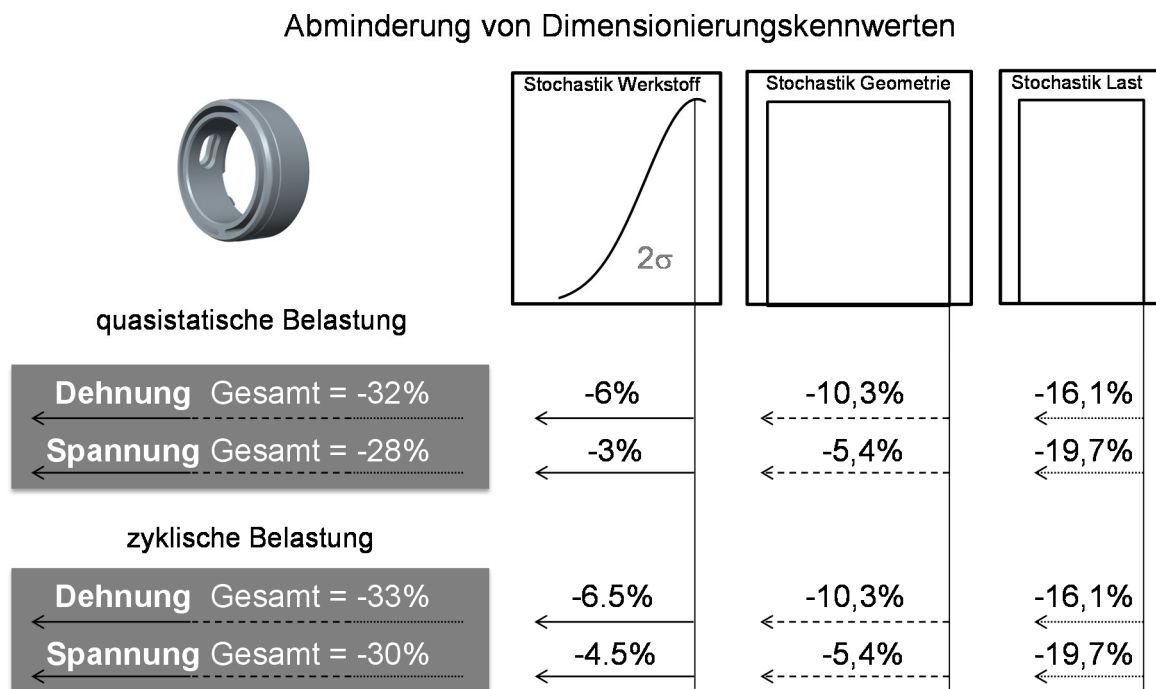 Abminderung von Dimensionierungskennwerten
Stochastik Werkstoff
Stochastik Geometrie
Stochastik Last
2σ
quasistatische Belastung
Dehnung Gesamt = -32% -6% -10,3% -16,1%
Spannung Gesamt = -28% -3% -5,4% -19,7%
zyklische Belastung
Dehnung Gesamt = -33% -6.5% -10,3% -16,1%
Spannung Gesamt = -30% -4.5% -5,4% -19,7%